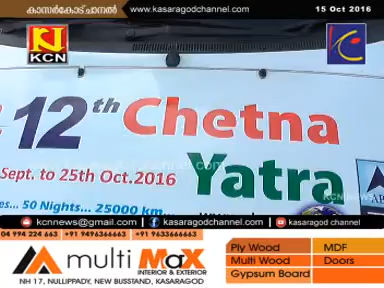 കാസർകോട് ചാനൽ
www.kasaragodchannel.com
15 Oct 2016
KCN
12th Chetna
Sept. to 25th Oct.2016
Yatra
50 Nights... 25000 km
kcnnews@gmail.com
kasaragod channel
kasaragodchannel.com
04 994 224 663 +91 9496366663 +91 9633666663
multi MaX
INTERIOR & EXTERIOR
NH 17, NULLIPPADY, NEW BUSSTAND, KASARAGOD
Ply Wood
MDF
Multi Wood
Doors
Gypsum Board